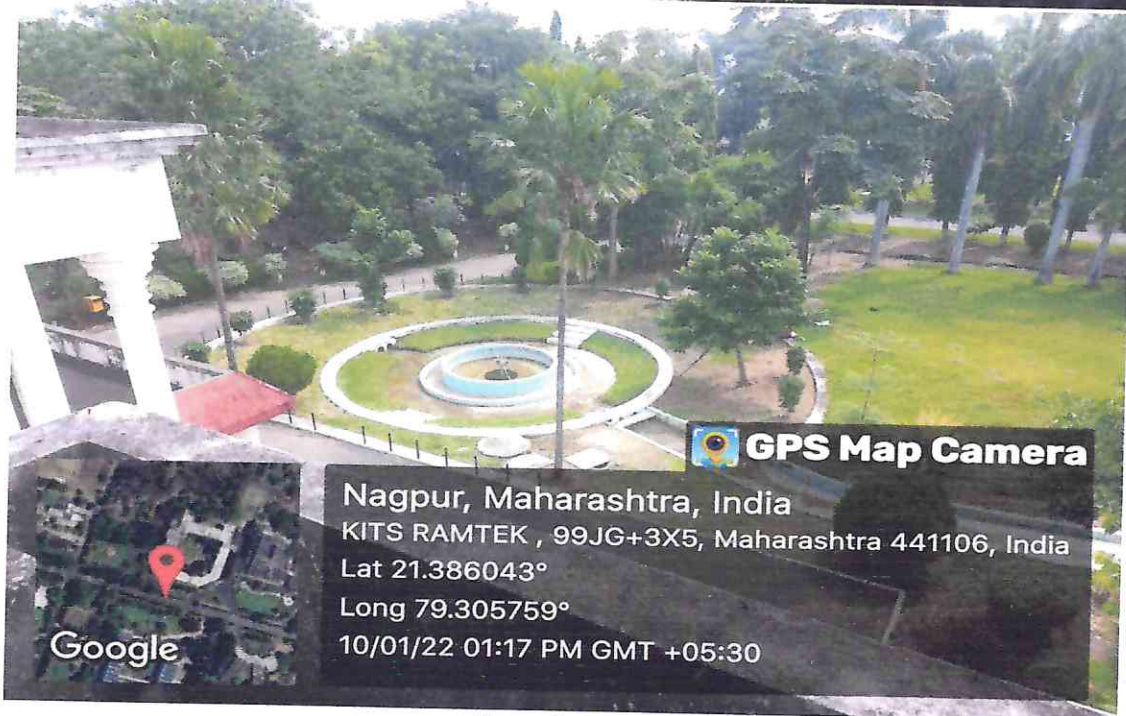 GPS Map Camera
Nagpur, Maharashtra, India
KITS RAMTEK , 99JG+3X5, Maharashtra 441106, India
Lat 21.386043°
Long 79.305759°
10/01/22 01:17 PM GMT +05:30
Google